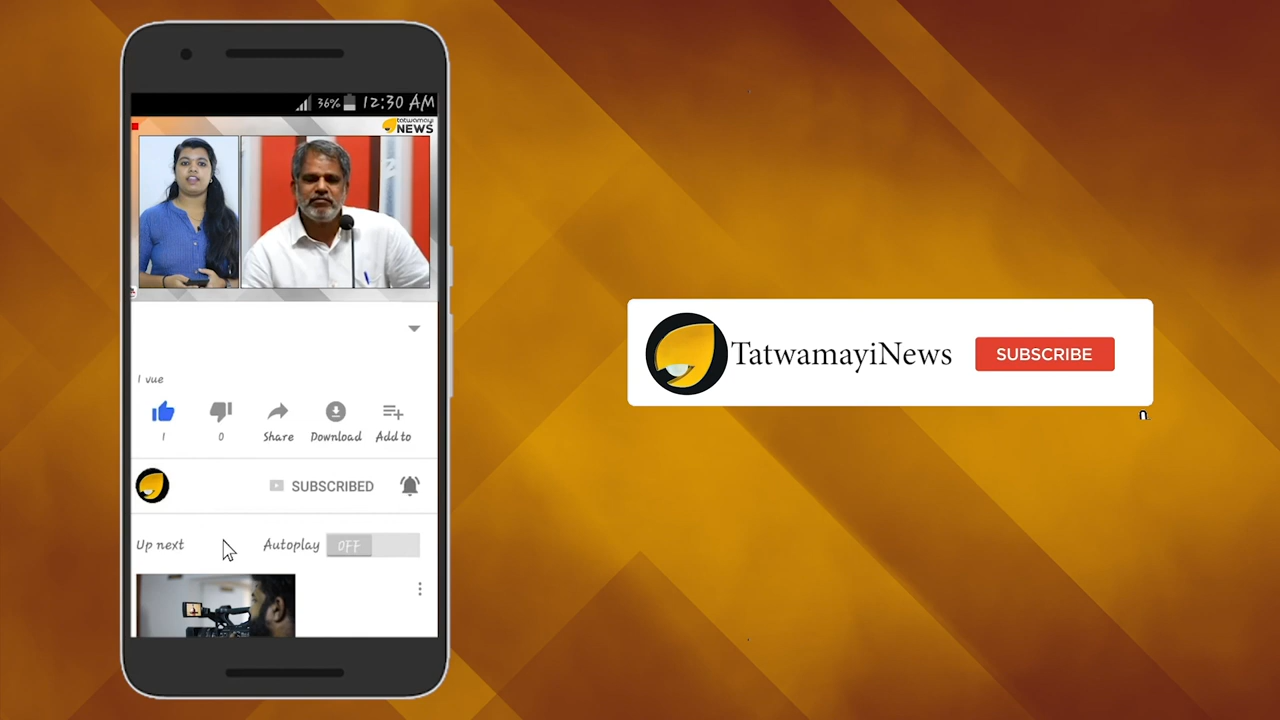 36% 12:30 AM
tatwamayi
NEWS
1 vue
1
0
Share
Download
Add to
SUBSCRIBED
Up next
Autoplay
OFF
TatwamayiNews
SUBSCRIBE